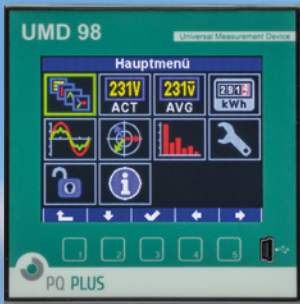 UMD 98
Universal Measurement Device
Hauptmenü
231V
ACT
231V
AVG
kWh
1
2
3
4
5
PQ PLUS